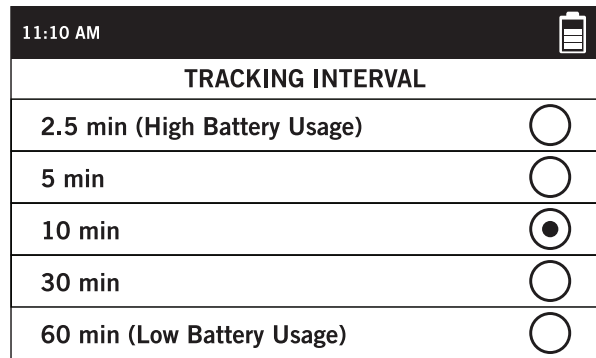 11:10 AM
TRACKING INTERVAL
2.5 min (High Battery Usage)
5 min
10 min
30 min
60 min (Low Battery Usage)